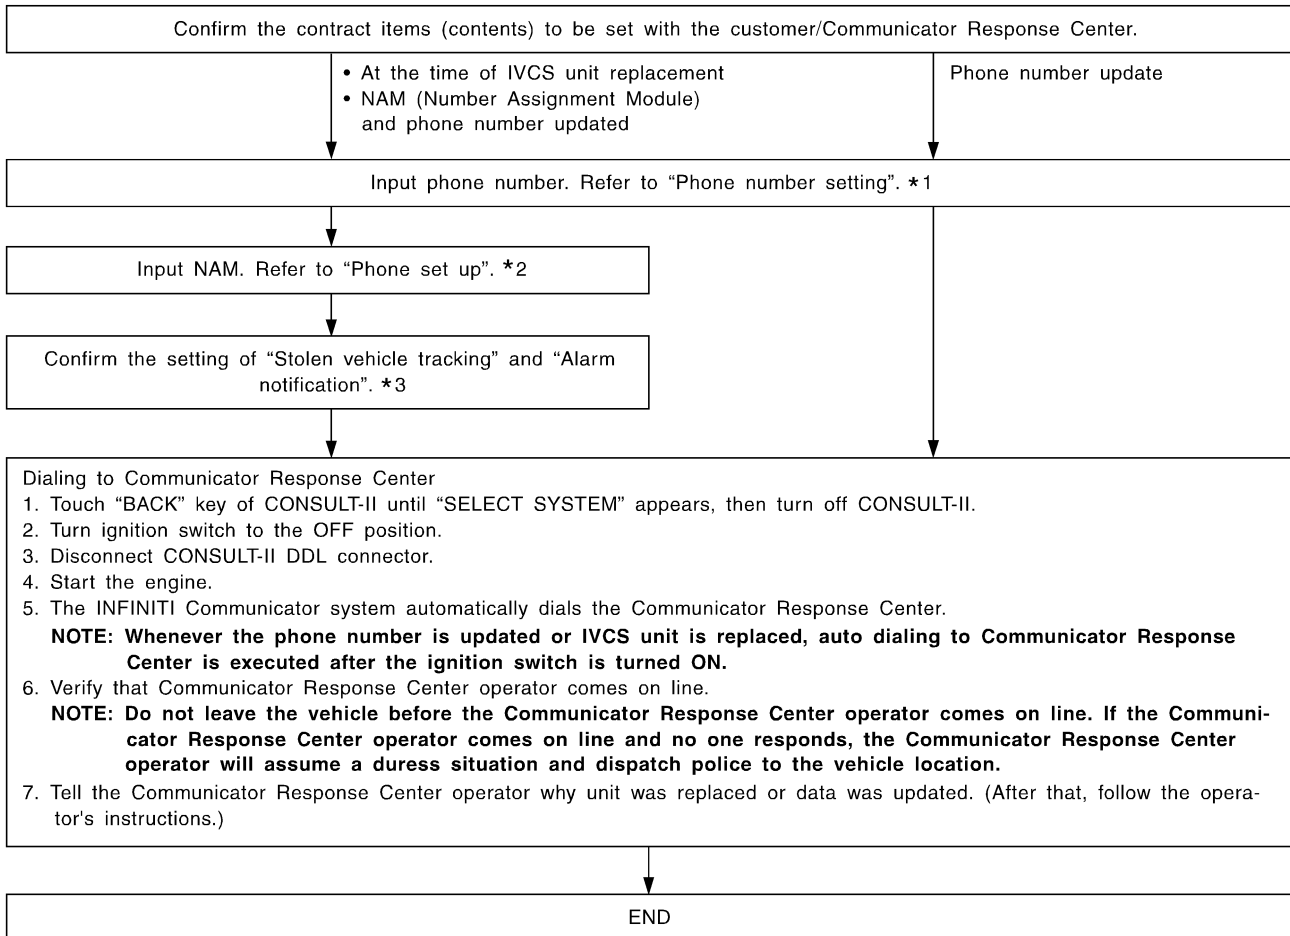 Confirm the contract items (contents) to be set with the customer/Communicator Response Center.
• At the time of IVCS unit replacement
• NAM (Number Assignment Module)
and phone number updated
Phone number update
Input phone number. Refer to “Phone number setting”. *1
Input NAM. Refer to “Phone set up”. *2
Confirm the setting of “Stolen vehicle tracking” and “Alarm
notification”. *3
Dialing to Communicator Response Center
1. Touch “BACK” key of CONSULT-II until “SELECT SYSTEM” appears, then turn off CONSULT-II.
2. Turn ignition switch to the OFF position.
3. Disconnect CONSULT-II DDL connector.
4. Start the engine.
5. The INFINITI Communicator system automatically dials the Communicator Response Center.
NOTE: Whenever the phone number is updated or IVCS unit is replaced, auto dialing to Communicator Response
Center is executed after the ignition switch is turned ON.
6. Verify that Communicator Response Center operator comes on line.
NOTE: Do not leave the vehicle before the Communicator Response Center operator comes on line. If the Communi-
cator Response Center operator comes on line and no one responds, the Communicator Response Center
operator will assume a duress situation and dispatch police to the vehicle location.
7. Tell the Communicator Response Center operator why unit was replaced or data was updated. (After that, follow the opera-
tor's instructions.)
END